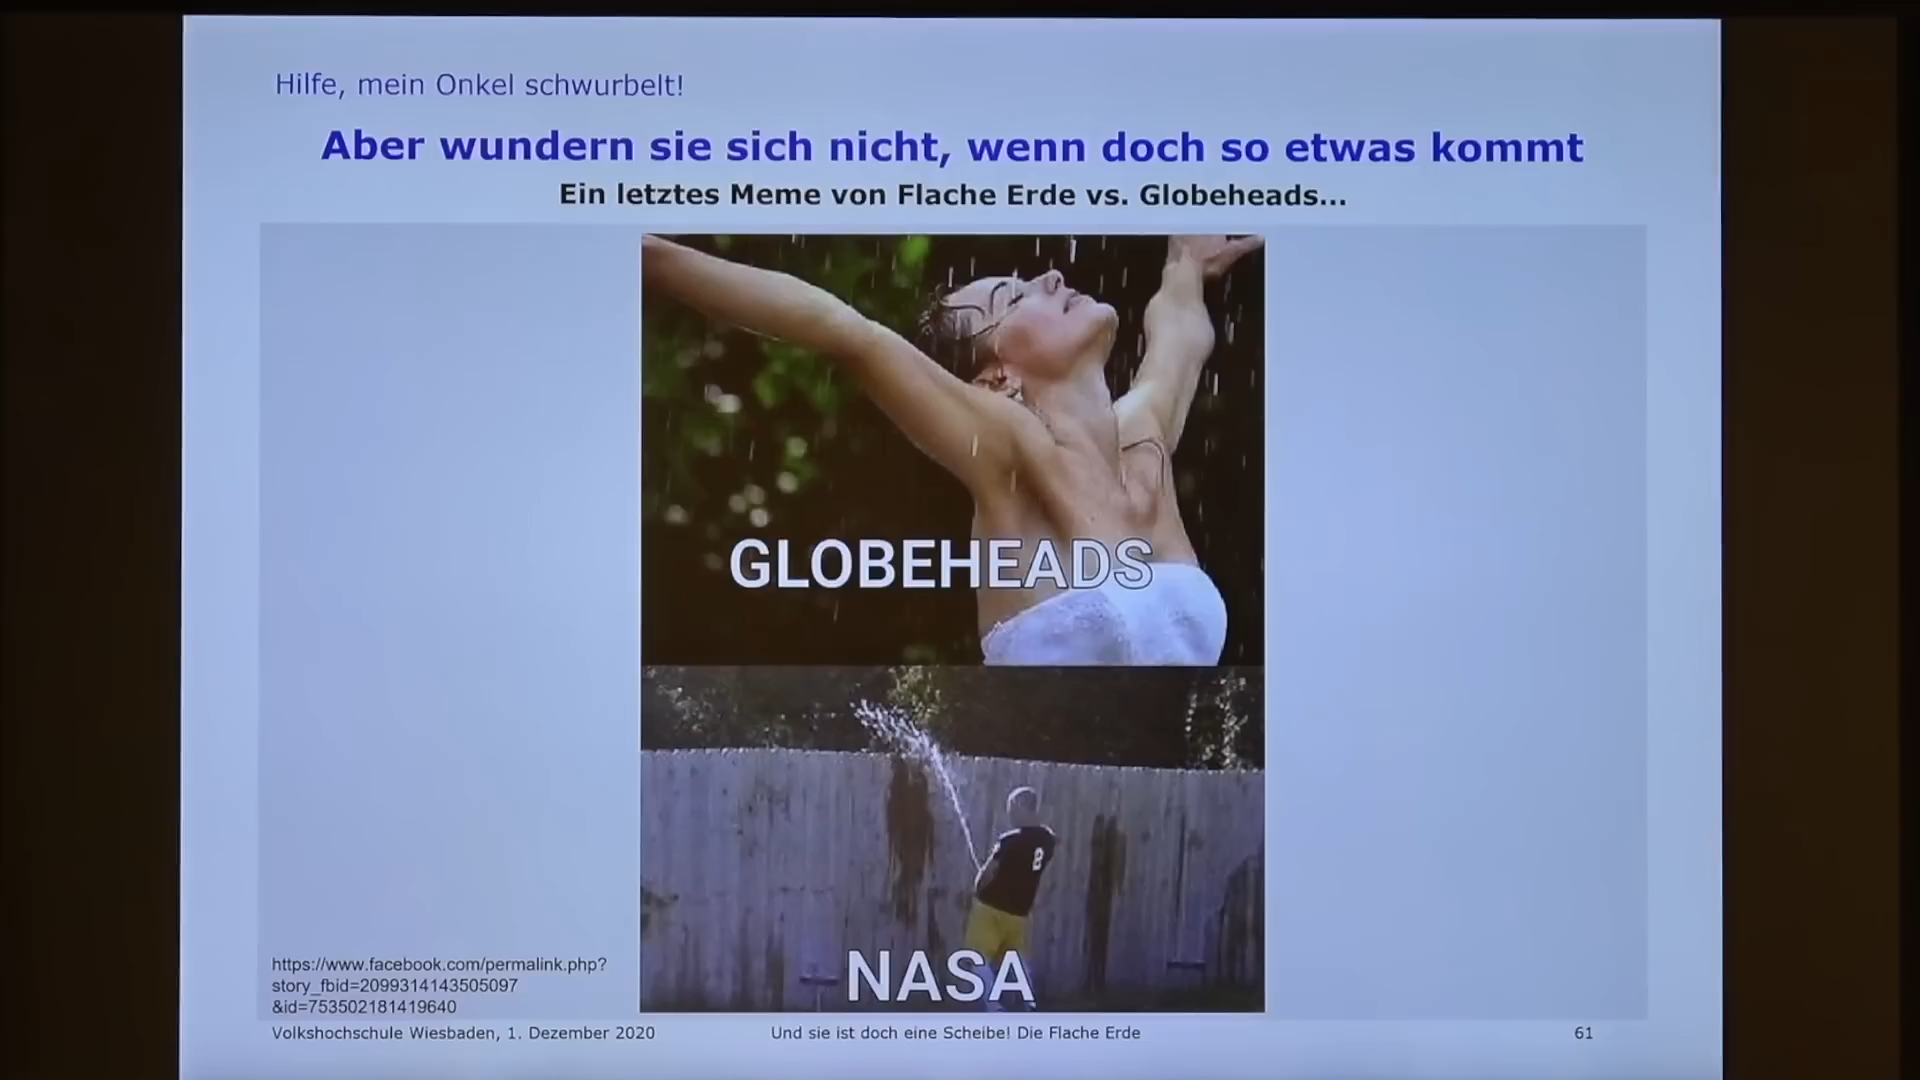 Hilfe, mein Onkel schwurbelt!
Aber wundern sie sich nicht, wenn doch so etwas kommt
Ein letztes Meme von Flache Erde vs. Globeheads...
GLOBEHEADS
8
NASA
https://www.facebook.com/permalink.php?
story_fbid=2099314143505097
&id=753502181419640
Volkshochschule Wiesbaden, 1. Dezember 2020
Und sie ist doch eine Scheibe! Die Flache Erde
61